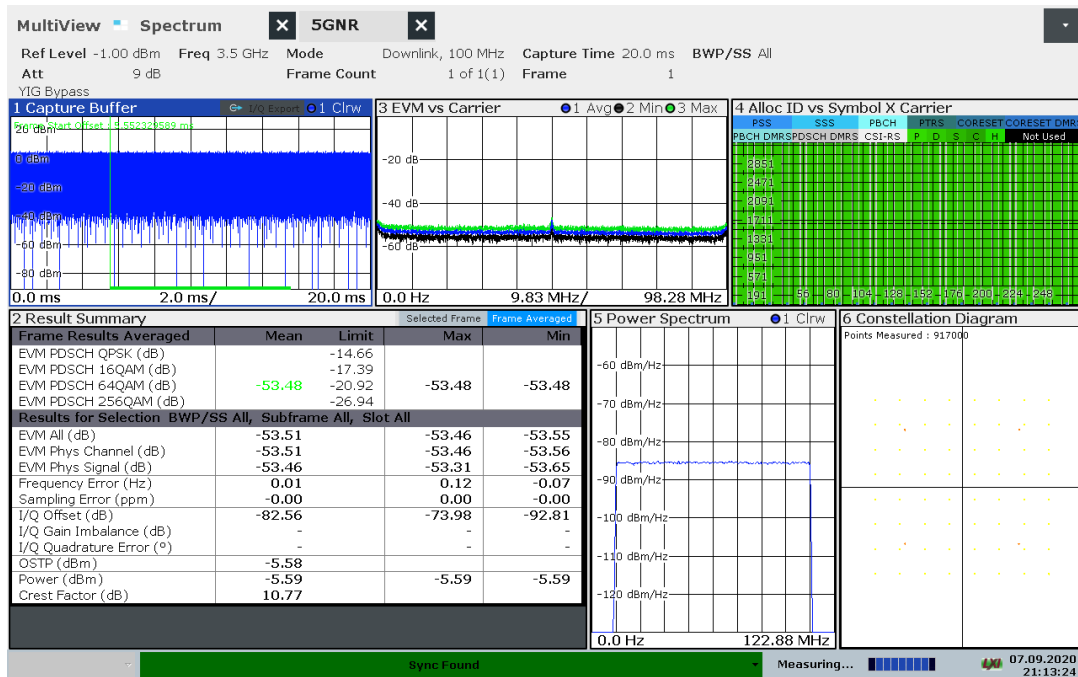 MultiView Spectrum X 5GNR X
Ref Level -1.00 dBm Freq 3.5 GHz Mode Downlink, 100 MHz Capture Time 20.0 ms BWP/SS All
Att 9 dB Frame Count 1 of 1(1) Frame 1
YIG Bypass
1 Capture Buffer I/Q Export 1 Clrw
Frame Start Offset : 5.552329589 ms
20 dBm
0 dBm
-20 dBm
-40 dBm
-60 dBm
-80 dBm
0.0 ms 2.0 ms/ 20.0 ms
3 EVM vs Carrier 1 Avg 2 Min 3 Max
-20 dB
-40 dB
-60 dB
0.0 Hz 9.83 MHz/ 98.28 MHz
4 Alloc ID vs Symbol X Carrier
PSS SSS PBCH PTRS CORESET CORESET DMRS
PBCH DMRS PDSCH DMRS CSI-RS P D S C H Not Used
2851
2471
2091
1711
1331
951
571
191 56 80 104 128 152 176 200 224 248
2 Result Summary Selected Frame Frame Averaged
Frame Results Averaged Mean Limit Max Min
EVM PDSCH QPSK (dB) -14.66
EVM PDSCH 16QAM (dB) -17.39
EVM PDSCH 64QAM (dB) -53.48 -20.92 -53.48 -53.48
EVM PDSCH 256QAM (dB) -26.94
Results for Selection BWP/SS All, Subframe All, Slot All
EVM All (dB) -53.51 -53.46 -53.55
EVM Phys Channel (dB) -53.51 -53.46 -53.56
EVM Phys Signal (dB) -53.46 -53.31 -53.65
Frequency Error (Hz) 0.01 0.12 -0.07
Sampling Error (ppm) -0.00 0.00 -0.00
I/Q Offset (dB) -82.56 -73.98 -92.81
I/Q Gain Imbalance (dB) - - -
I/Q Quadrature Error (º) - - -
OSTP (dBm) -5.58
Power (dBm) -5.59 -5.59 -5.59
Crest Factor (dB) 10.77
5 Power Spectrum 1 Clrw
-60 dBm/Hz
-70 dBm/Hz
-80 dBm/Hz
-90 dBm/Hz
-100 dBm/Hz
-110 dBm/Hz
-120 dBm/Hz
0.0 Hz 122.88 MHz
6 Constellation Diagram
Points Measured : 917000
Sync Found Measuring... LXI 07.09.2020
21:13:24